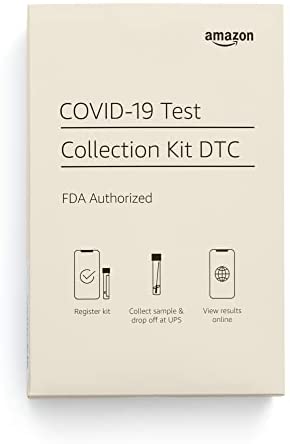 amazon
COVID-19 Test
Collection Kit DTC
FDA Authorized
Register kit
Collect sample &
drop off at UPS
View results
online